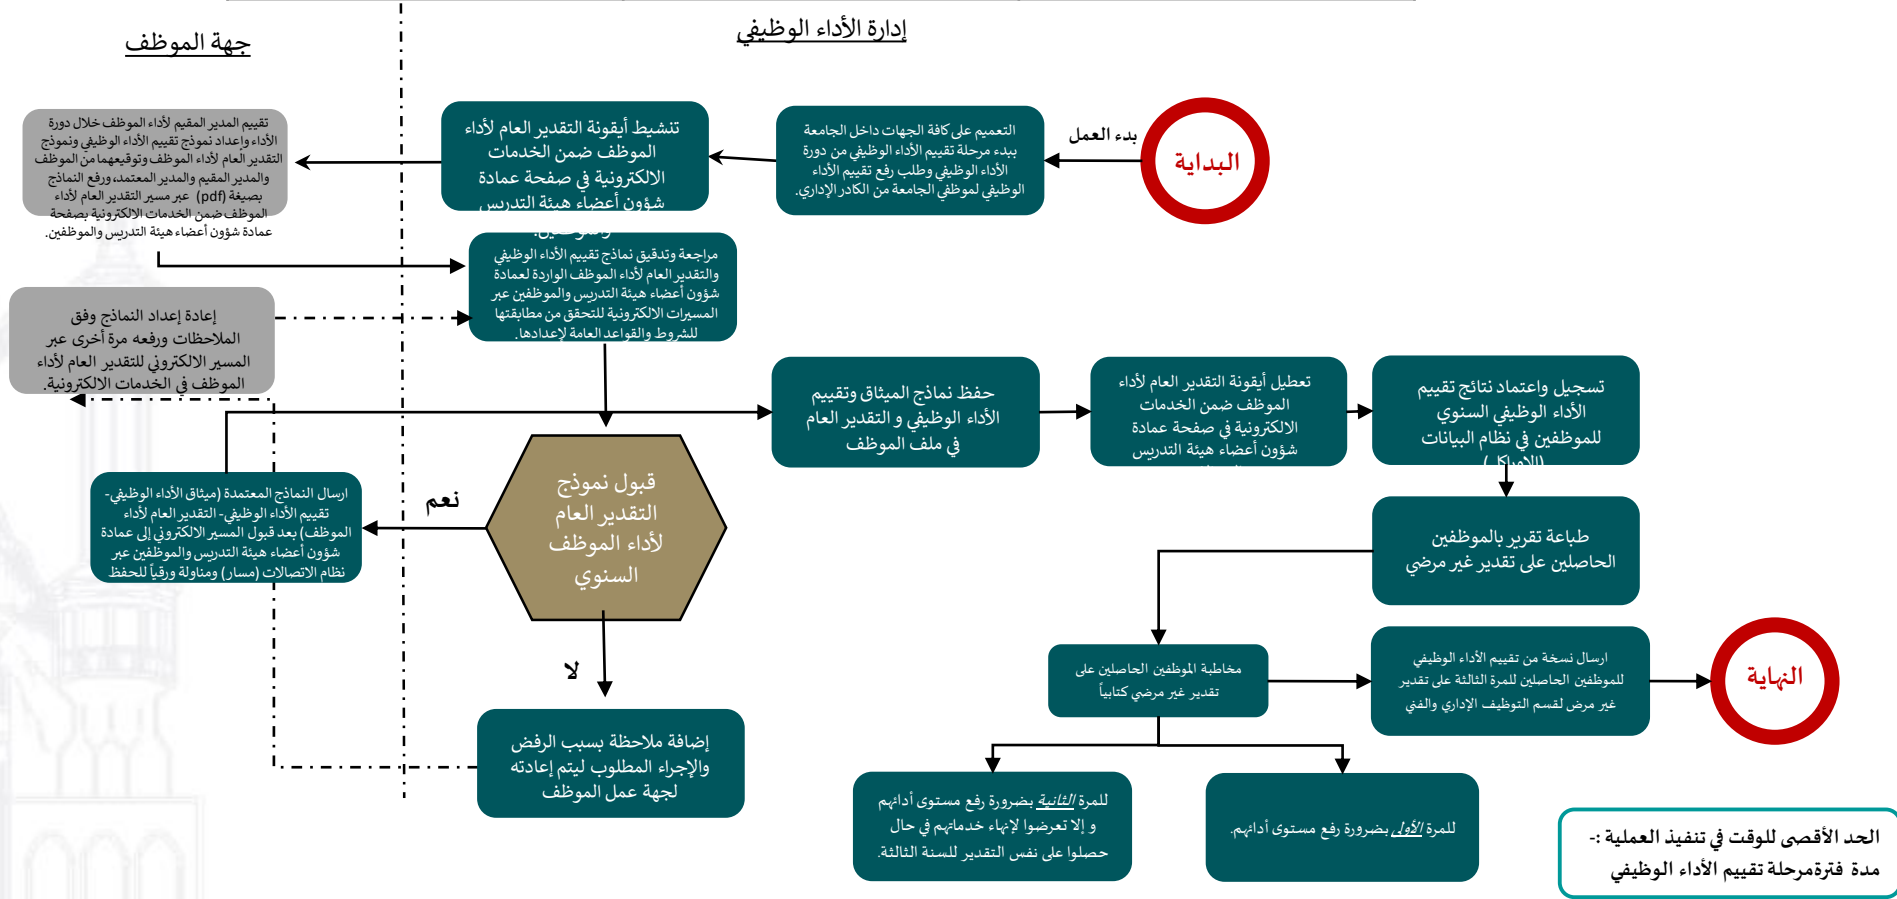 إدارة الأداء الوظيفي
جهة الموظف
البداية
بدء العمل
التعميم على كافة الجهات داخل الجامعة
ببدء مرحلة تقييم الأداء الوظيفي من دورة
الأداء الوظيفي وطلب رفع تقييم الأداء
الوظيفي لموظفي الجامعة من الكادر الإداري.
تنشيط أيقونة التقدير العام لأداء
الموظف ضمن الخدمات
الالكترونية في صفحة عمادة
شؤون أعضاء هيئة التدريس
والموظفين.
تقييم المدير المقيم لأداء الموظف خلال دورة
الأداء وإعداد نموذج تقييم الأداء الوظيفي ونموذج
التقدير العام لأداء الموظف وتوقيعهما من الموظف
والمدير المقيم والمدير المعتمد، ورفع النماذج
بصيغة (pdf) عبر مسير التقدير العام لأداء
الموظف ضمن الخدمات الالكترونية بصفحة
عمادة شؤون أعضاء هيئة التدريس والموظفين.
مراجعة وتدقيق نماذج تقييم الأداء الوظيفي
والتقدير العام لأداء الموظف الواردة لعمادة
شؤون أعضاء هيئة التدريس والموظفين عبر
المسيرات الالكترونية للتحقق من مطابقتها
للشروط والقواعد العامة لإعدادها.
إعادة إعداد النماذج وفق
الملاحظات ورفعه مرة أخرى عبر
المسير الالكتروني للتقدير العام لأداء
الموظف في الخدمات الالكترونية.
قبول نموذج
التقدير العام
لأداء الموظف
السنوي
نعم
لا
ارسال النماذج المعتمدة (ميثاق الأداء الوظيفي-
تقييم الأداء الوظيفي- التقدير العام لأداء
الموظف) بعد قبول المسير الالكتروني إلى عمادة
شؤون أعضاء هيئة التدريس والموظفين عبر
نظام الاتصالات (مسار) ومناولة ورقياً للحفظ
إضافة ملاحظة بسبب الرفض
والإجراء المطلوب ليتم إعادته
لجهة عمل الموظف
حفظ نماذج الميثاق وتقييم
الأداء الوظيفي و التقدير العام
في ملف الموظف
تعطيل أيقونة التقدير العام لأداء
الموظف ضمن الخدمات
الالكترونية في صفحة عمادة
شؤون أعضاء هيئة التدريس
تسجيل واعتماد نتائج تقييم
الأداء الوظيفي السنوي
للموظفين في نظام البيانات
(الاوراكل)
طباعة تقرير بالموظفين
الحاصلين على تقدير غير مرضي
مخاطبة الموظفين الحاصلين على
تقدير غير مرضي كتابياً
ارسال نسخة من تقييم الأداء الوظيفي
للموظفين الحاصلين للمرة الثالثة على تقدير
غير مرض لقسم التوظيف الإداري والفني
النهاية
للمرة الأولى بضرورة رفع مستوى أدائهم.
للمرة الثانية بضرورة رفع مستوى أدائهم
و إلا تعرضوا لإنهاء خدماتهم في حال
حصلوا على نفس التقدير للسنة الثالثة.
الحد الأقصى للوقت في تنفيذ العملية :-
مدة فترةمرحلة تقييم الأداء الوظيفي